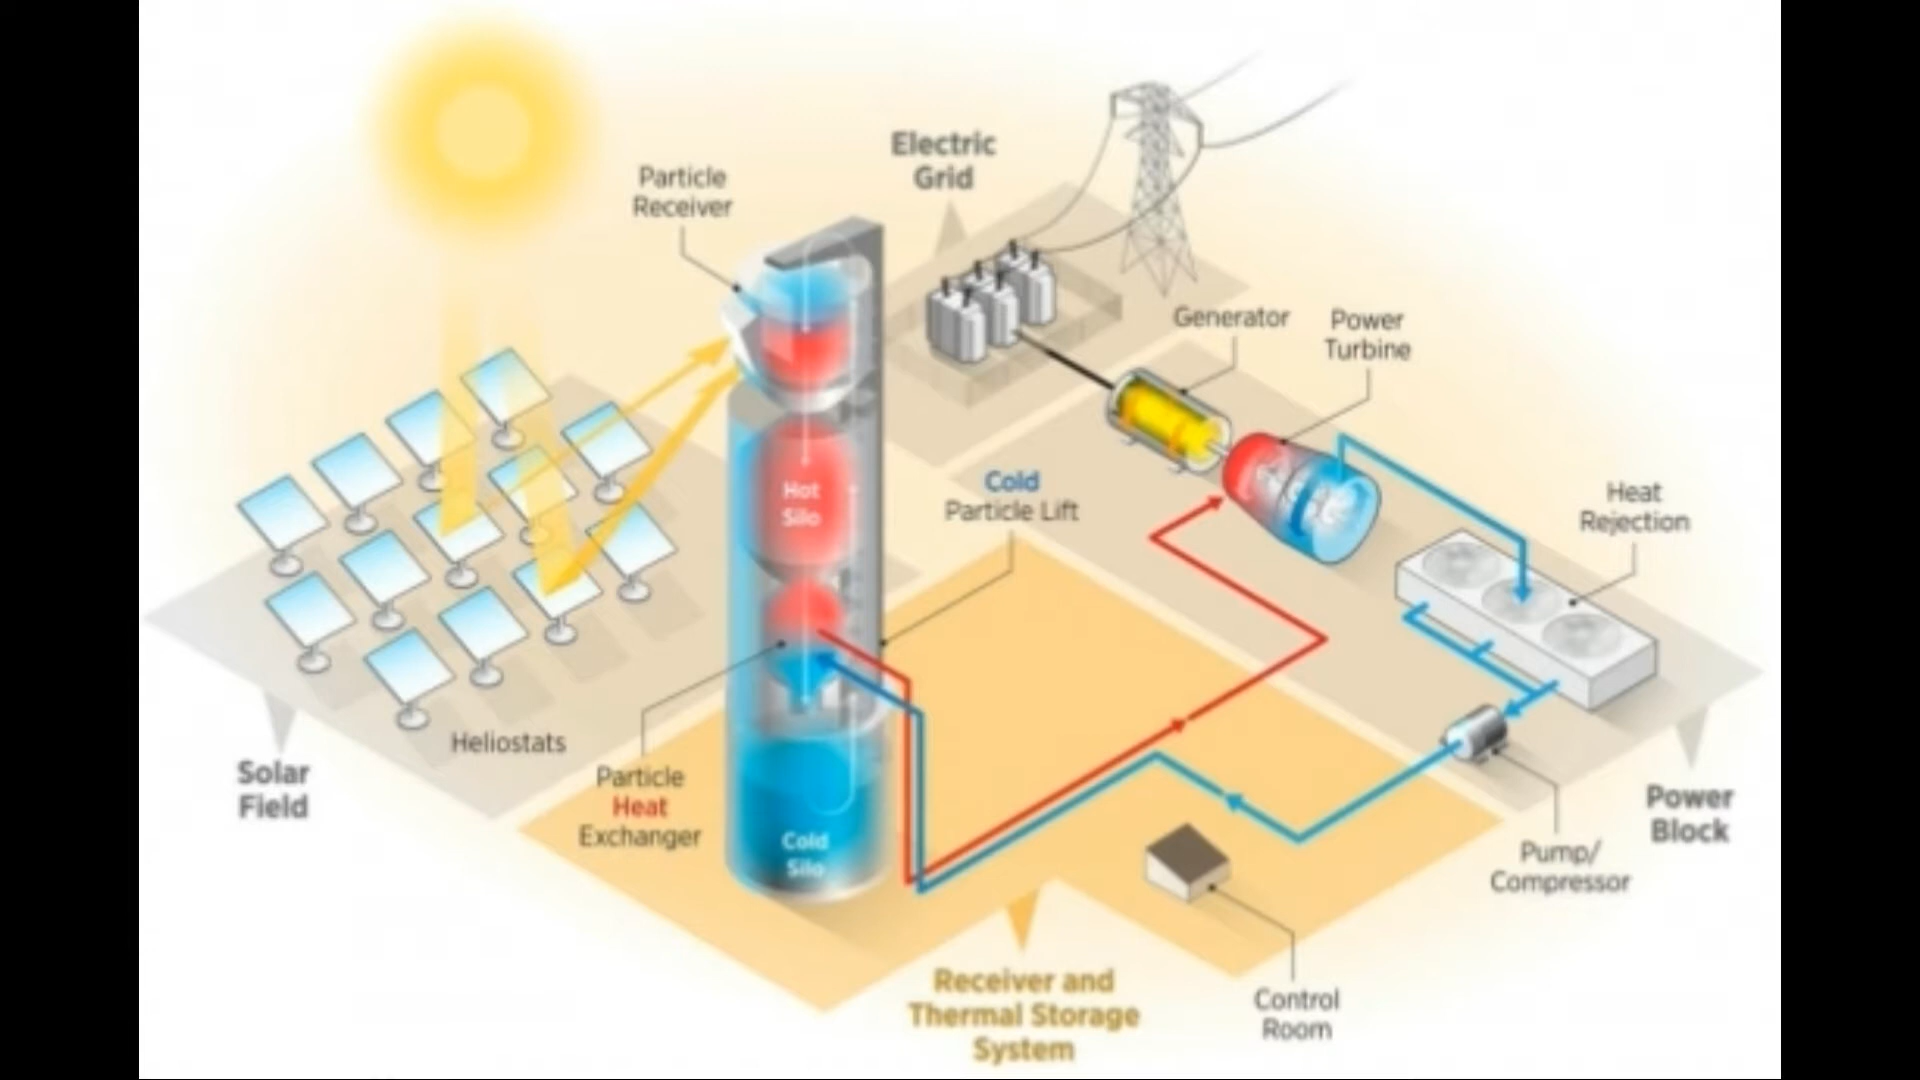 Particle
Receiver
Electric
Grid
Generator
Power
Turbine
Hot
Silo
Cold
Particle Lift
Heat
Rejection
Heliostats
Solar
Field
Particle
Heat
Exchanger
Cold
Silo
Power
Block
Pump/
Compressor
Receiver and
Thermal Storage
System
Control
Room